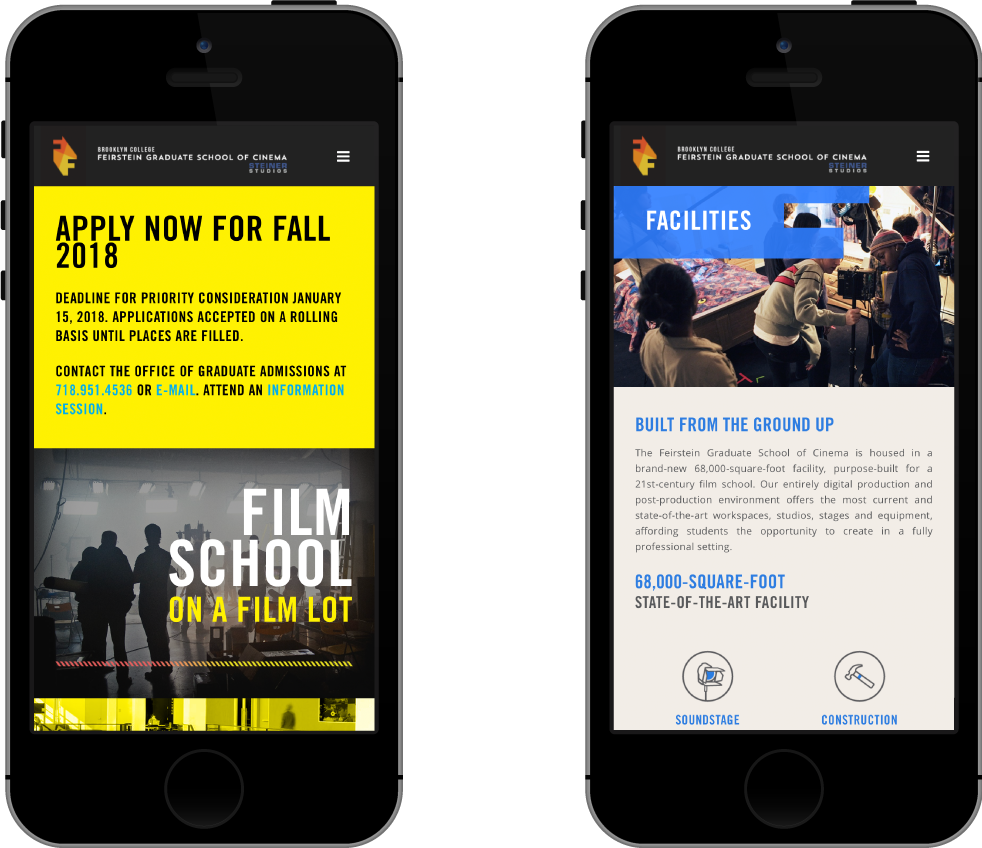 BROOKLYN COLLEGE
FEIRSTEIN GRADUATE SCHOOL OF CINEMA
STEINER
STUDIOS
APPLY NOW FOR FALL
2018
DEADLINE FOR PRIORITY CONSIDERATION JANUARY
15, 2018. APPLICATIONS ACCEPTED ON A ROLLING
BASIS UNTIL PLACES ARE FILLED.
CONTACT THE OFFICE OF GRADUATE ADMISSIONS AT
718.951.4536 OR E-MAIL. ATTEND AN INFORMATION
SESSION.
FILM
SCHOOL
ON A FILM LOT
BROOKLYN COLLEGE
FEIRSTEIN GRADUATE SCHOOL OF CINEMA
STEINER
STUDIOS
FACILITIES
BUILT FROM THE GROUND UP
The Feirstein Graduate School of Cinema is housed in a
brand-new 68,000-square-foot facility, purpose-built for a
21st-century film school. Our entirely digital production and
post-production environment offers the most current and
state-of-the-art workspaces, studios, stages and equipment,
affording students the opportunity to create in a fully
professional setting.
68,000-SQUARE-FOOT
STATE-OF-THE-ART FACILITY
SOUNDSTAGE
CONSTRUCTION